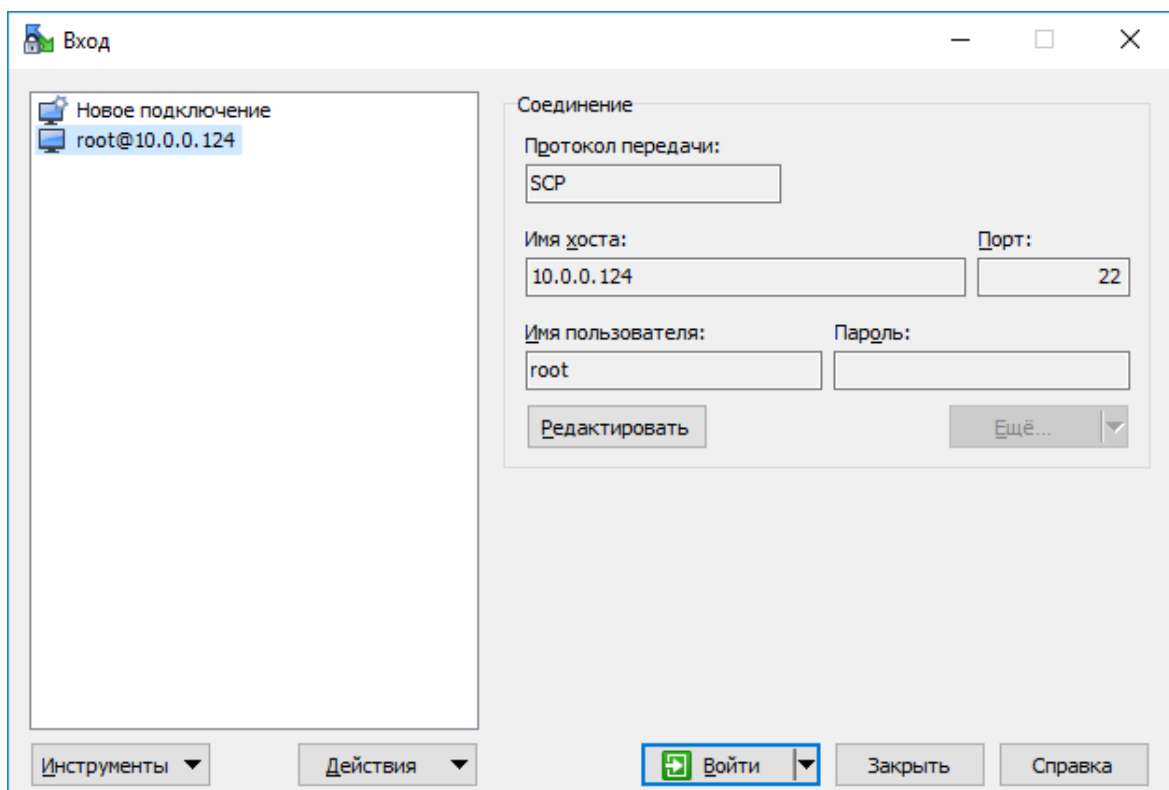 Вход
Новое подключение
root@10.0.0.124
Соединение
Протокол передачи:
SCP
Имя хоста: Порт:
10.0.0.124 22
Имя пользователя: Пароль:
root
Редактировать Ещё...
Инструменты Действия Войти Закрыть Справка